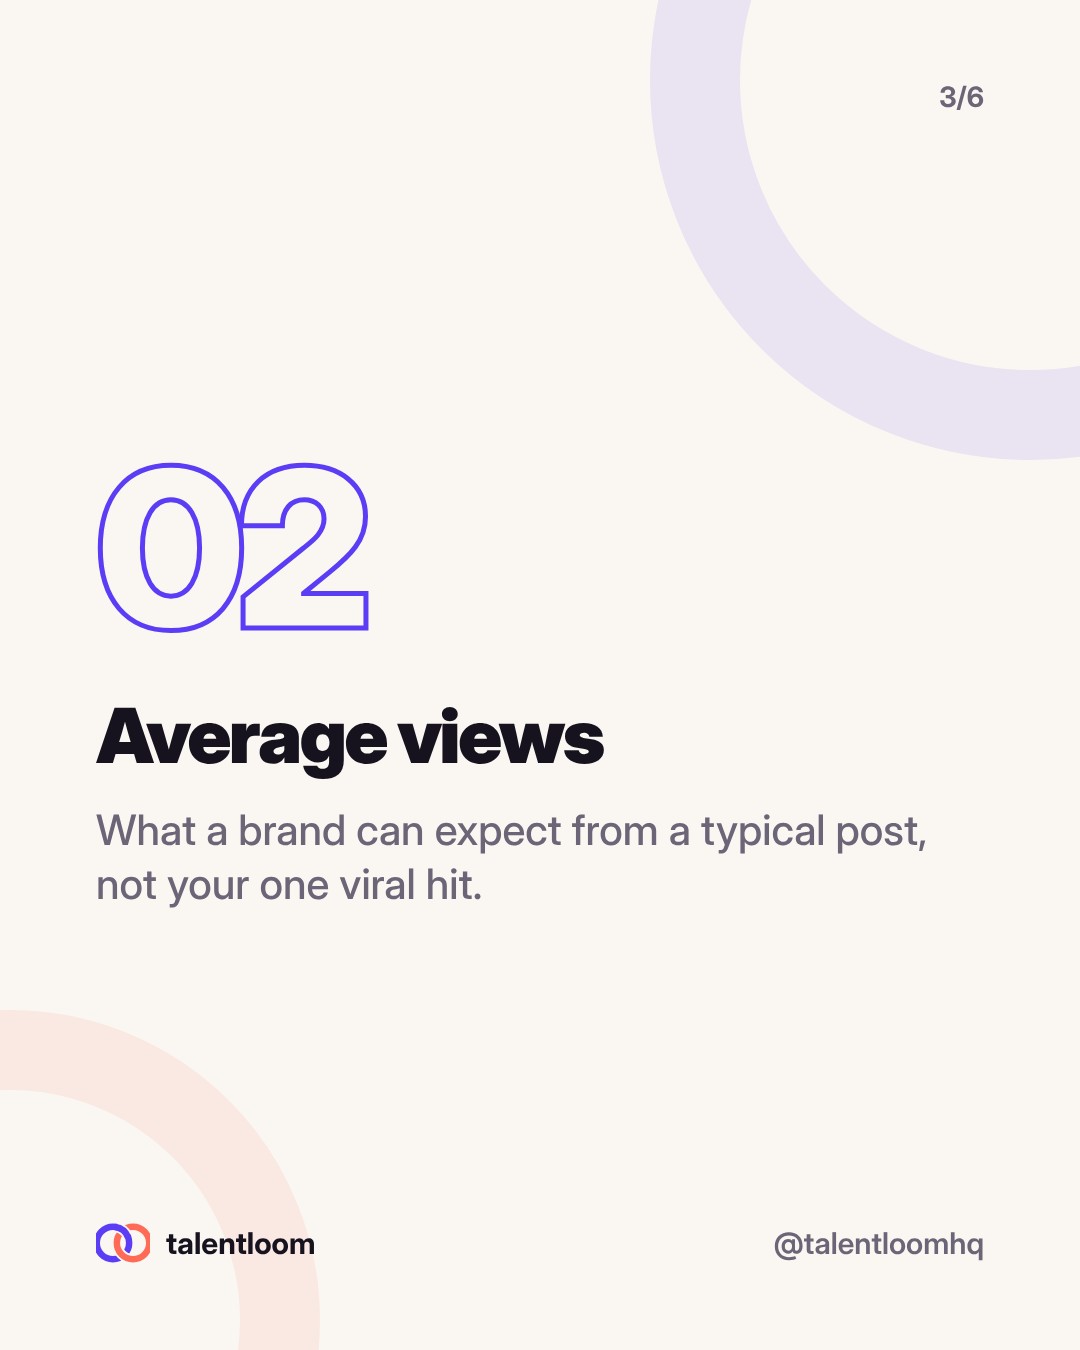 3/6
02
Average views
What a brand can expect from a typical post,
not your one viral hit.
talentloom
@talentloomhq